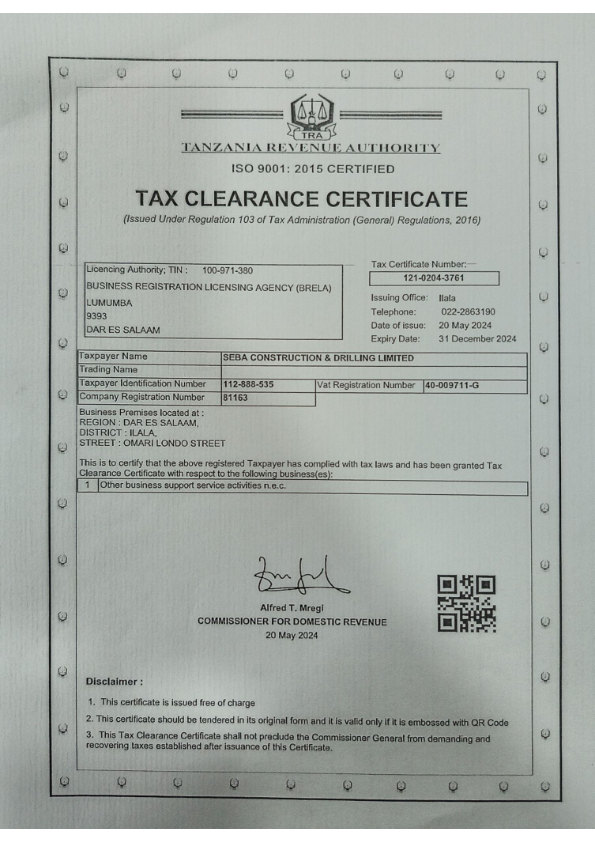 TRA
TANZANIA REVENUE AUTHORITY
ISO 9001: 2015 CERTIFIED
TAX CLEARANCE CERTIFICATE
(Issued Under Regulation 103 of Tax Administration (General) Regulations, 2016)
Licencing Authority; TIN : 100-971-380
BUSINESS REGISTRATION LICENSING AGENCY (BRELA)
LUMUMBA
9393
DAR ES SALAAM
Tax Certificate Number:
121-0204-3761
Issuing Office: Ilala
Telephone: 022-2863190
Date of issue: 20 May 2024
Expiry Date: 31 December 2024
Taxpayer Name SEBA CONSTRUCTION & DRILLING LIMITED
Trading Name
Taxpayer Identification Number 112-888-535 Vat Registration Number 40-009711-G
Company Registration Number 81163
Business Premises located at :
REGION : DAR ES SALAAM,
DISTRICT : ILALA,
STREET : OMARI LONDO STREET
This is to certify that the above registered Taxpayer has complied with tax laws and has been granted Tax
Clearance Certificate with respect to the following business(es):
1 Other business support service activities n.e.c.
Alfred T. Mregi
COMMISSIONER FOR DOMESTIC REVENUE
20 May 2024
Disclaimer :
1. This certificate is issued free of charge
2. This certificate should be tendered in its original form and it is valid only if it is embossed with QR Code
3. This Tax Clearance Certificate shall not preclude the Commissioner General from demanding and
recovering taxes established after issuance of this Certificate.